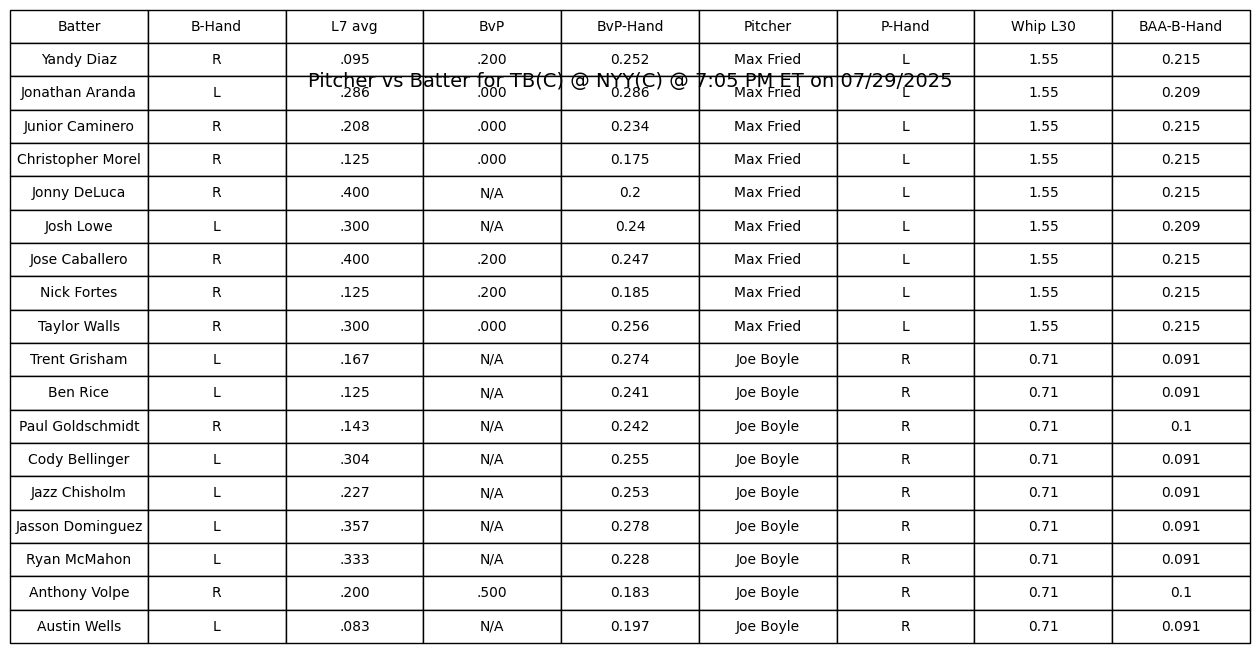 Batter B-Hand L7 avg BvP BvP-Hand Pitcher P-Hand Whip L30 BAA-B-Hand
Yandy Diaz R .095 .200 0.252 Max Fried L 1.55 0.215
Pitcher vs Batter for TB(C) @ NYY(C) @ 7:05 PM ET on 07/29/2025
Jonathan Aranda L .286 .000 0.286 Max Fried L 1.55 0.209
Junior Caminero R .208 .000 0.234 Max Fried L 1.55 0.215
Christopher Morel R .125 .000 0.175 Max Fried L 1.55 0.215
Jonny DeLuca R .400 N/A 0.2 Max Fried L 1.55 0.215
Josh Lowe L .300 N/A 0.24 Max Fried L 1.55 0.209
Jose Caballero R .400 .200 0.247 Max Fried L 1.55 0.215
Nick Fortes R .125 .200 0.185 Max Fried L 1.55 0.215
Taylor Walls R .300 .000 0.256 Max Fried L 1.55 0.215
Trent Grisham L .167 N/A 0.274 Joe Boyle R 0.71 0.091
Ben Rice L .125 N/A 0.241 Joe Boyle R 0.71 0.091
Paul Goldschmidt R .143 N/A 0.242 Joe Boyle R 0.71 0.1
Cody Bellinger L .304 N/A 0.255 Joe Boyle R 0.71 0.091
Jazz Chisholm L .227 N/A 0.253 Joe Boyle R 0.71 0.091
Jasson Dominguez L .357 N/A 0.278 Joe Boyle R 0.71 0.091
Ryan McMahon L .333 N/A 0.228 Joe Boyle R 0.71 0.091
Anthony Volpe R .200 .500 0.183 Joe Boyle R 0.71 0.1
Austin Wells L .083 N/A 0.197 Joe Boyle R 0.71 0.091